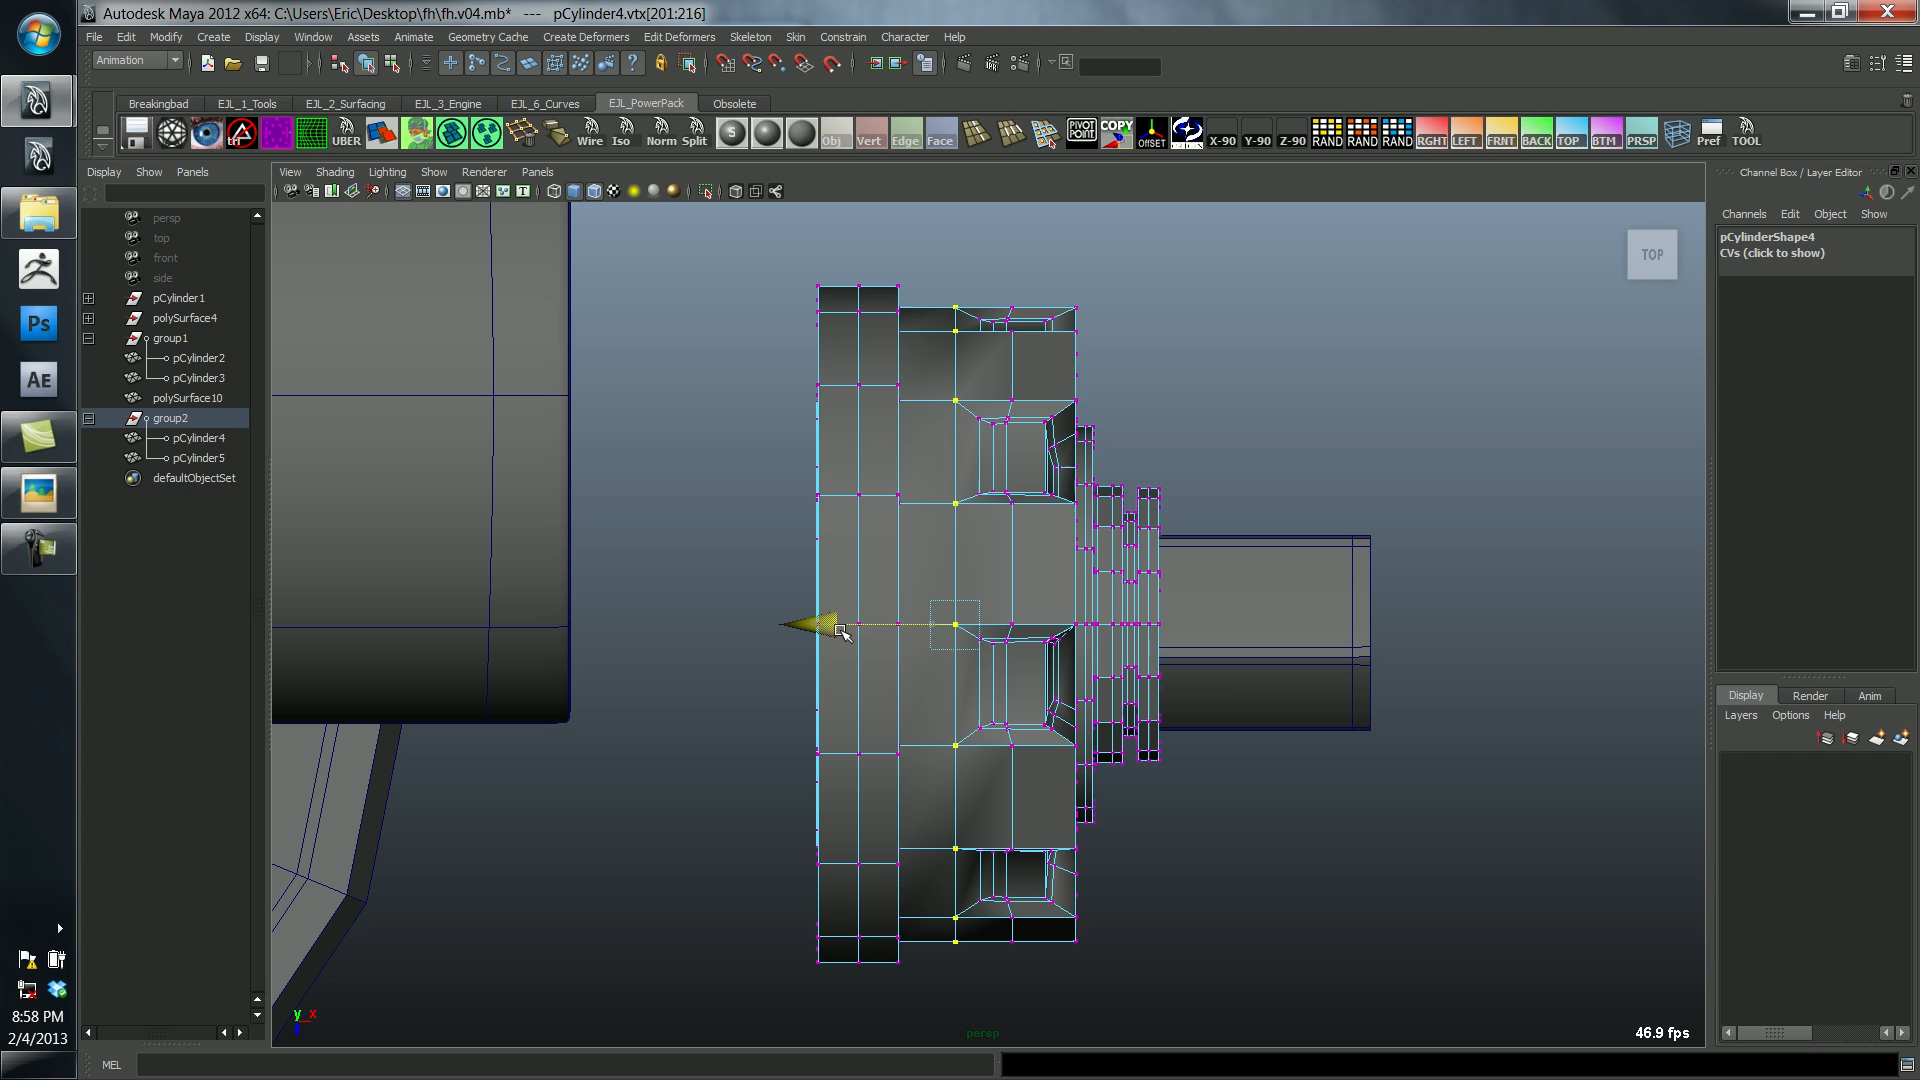 Autodesk Maya 2012 x64: C:\Users\Eric\Desktop\fh\fh.v04.mb*   ---   pCylinder4.vtx[201:216]
File Edit Modify Create Display Window Assets Animate Geometry Cache Create Deformers Edit Deformers Skeleton Skin Constrain Character Help
Animation
Breakingbad EJL_1_Tools EJL_2_Surfacing EJL_3_Engine EJL_6_Curves EJL_PowerPack Obsolete
UBER Wire Iso Norm Split S Obj Vert Edge Face PIVOT POINT COPY OffSET X-90 Y-90 Z-90 RAND RAND RAND RGHT LEFT FRNT BACK TOP BTM PRSP Pref TOOL
Display Show Panels
View Shading Lighting Show Renderer Panels
Channel Box / Layer Editor
Channels Edit Object Show
pCylinderShape4
CVs (click to show)
persp
top
front
side
pCylinder1
polySurface4
group1
pCylinder2
pCylinder3
polySurface10
group2
pCylinder4
pCylinder5
defaultObjectSet
TOP
Ps
AE
Display Render Anim
Layers Options Help
y x
persp
46.9 fps
8:58 PM
2/4/2013
MEL